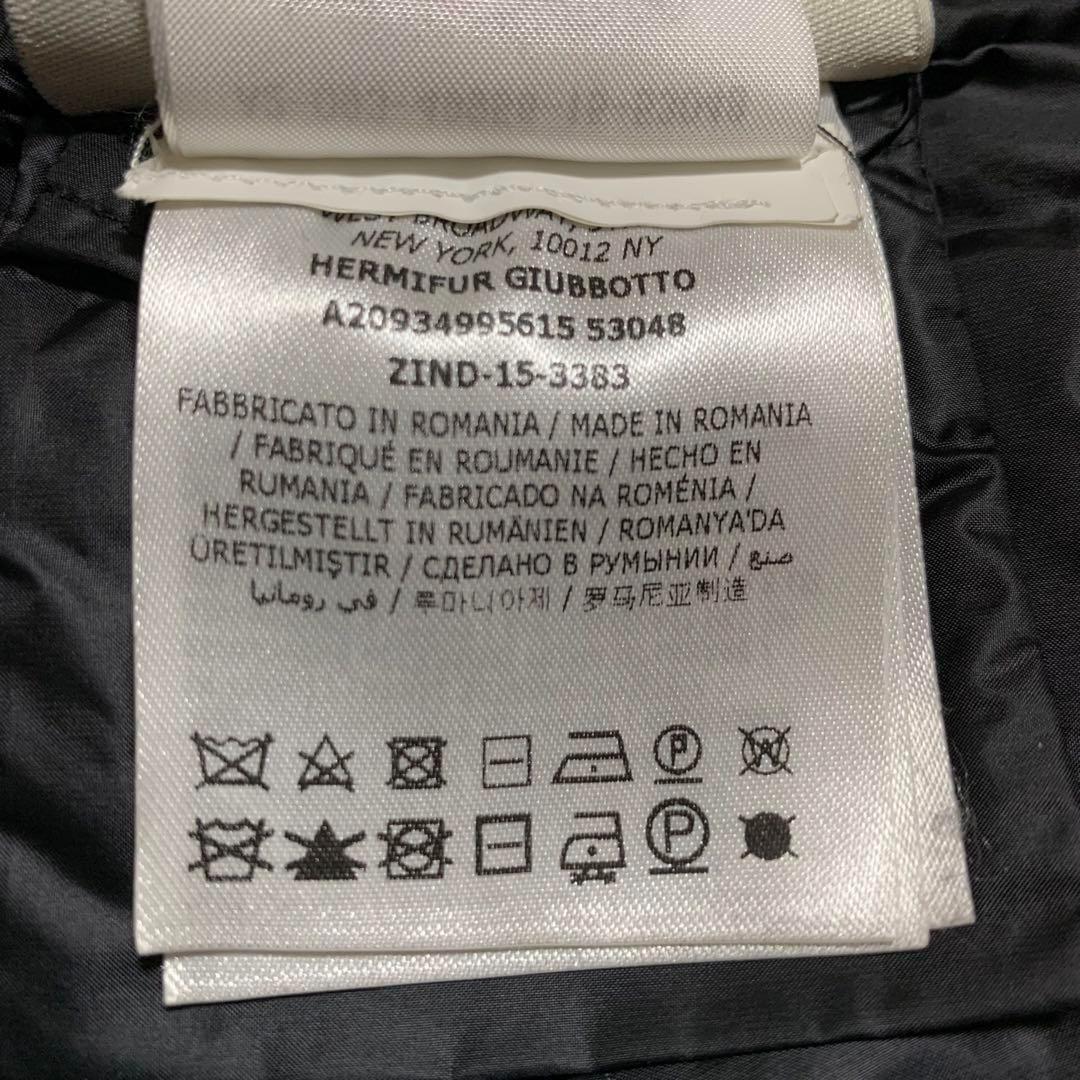 WEST BROADWAY,
NEW YORK, 10012 NY
HERMIFUR GIUBBOTTO
A20934995615 53048
ZIND-15-3383
FABBRICATO IN ROMANIA / MADE IN ROMANIA
/ FABRIQUÉ EN ROUMANIE / HECHO EN
RUMANIA / FABRICADO NA ROMÉNIA /
HERGESTELLT IN RUMÄNIEN / ROMANYA'DA
ÜRETILMIŞTIR / СДЕЛАНО В РУМЫНИИ / صنع
في رومانيا / 루마니아제 / 罗马尼亚制造
P W
P